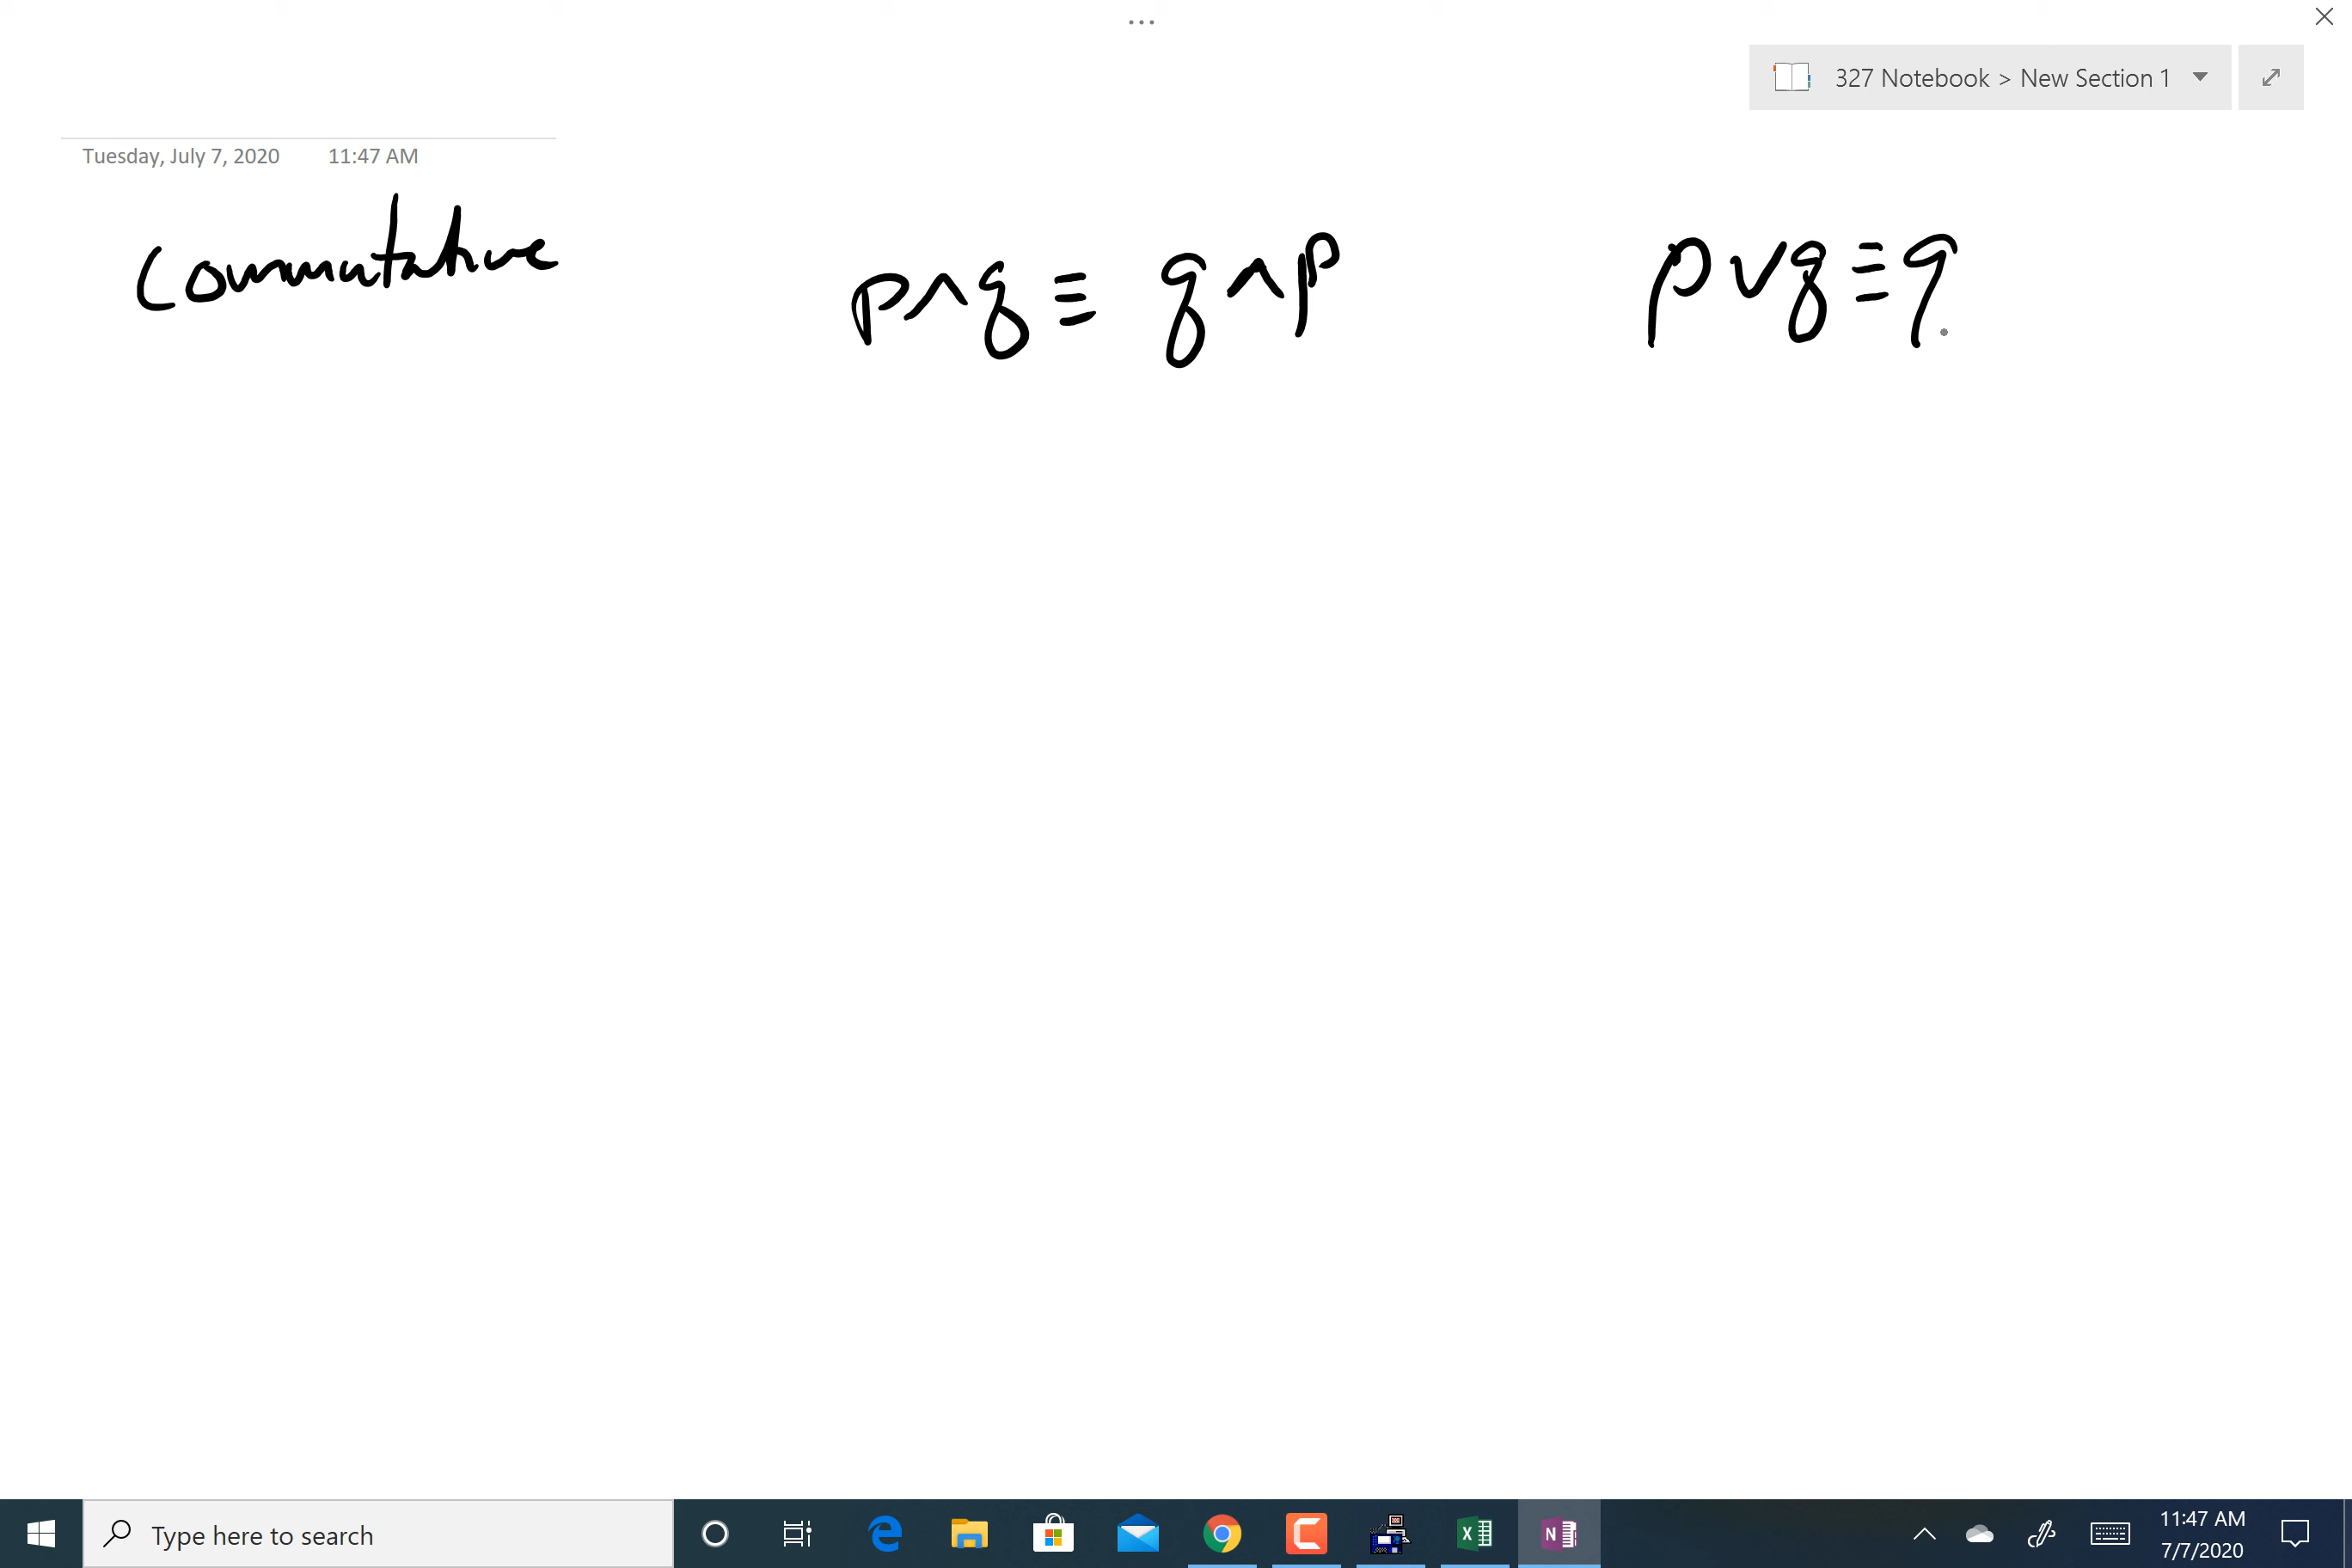 ...
327 Notebook > New Section 1
Tuesday, July 7, 2020 11:47 AM
Commutative p∧q ≡ q∧p p∨q ≡ q
Type here to search
11:47 AM
7/7/2020